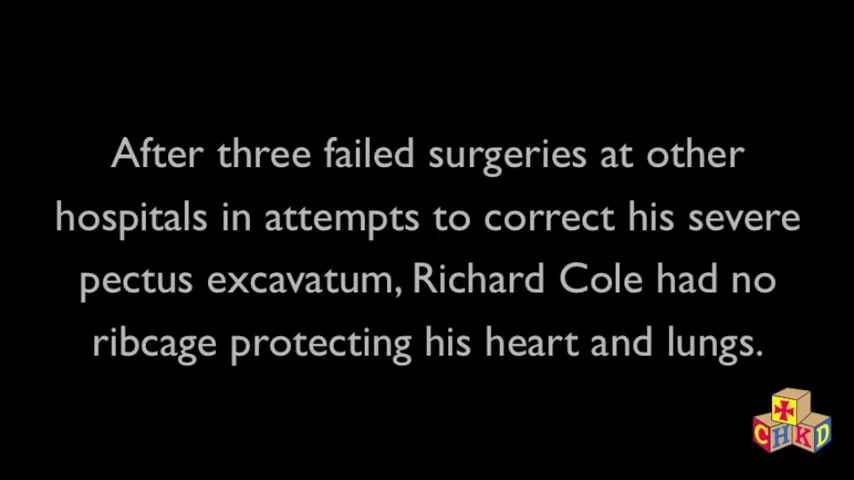 After three failed surgeries at other
hospitals in attempts to correct his severe
pectus excavatum, Richard Cole had no
ribcage protecting his heart and lungs.
CHKD